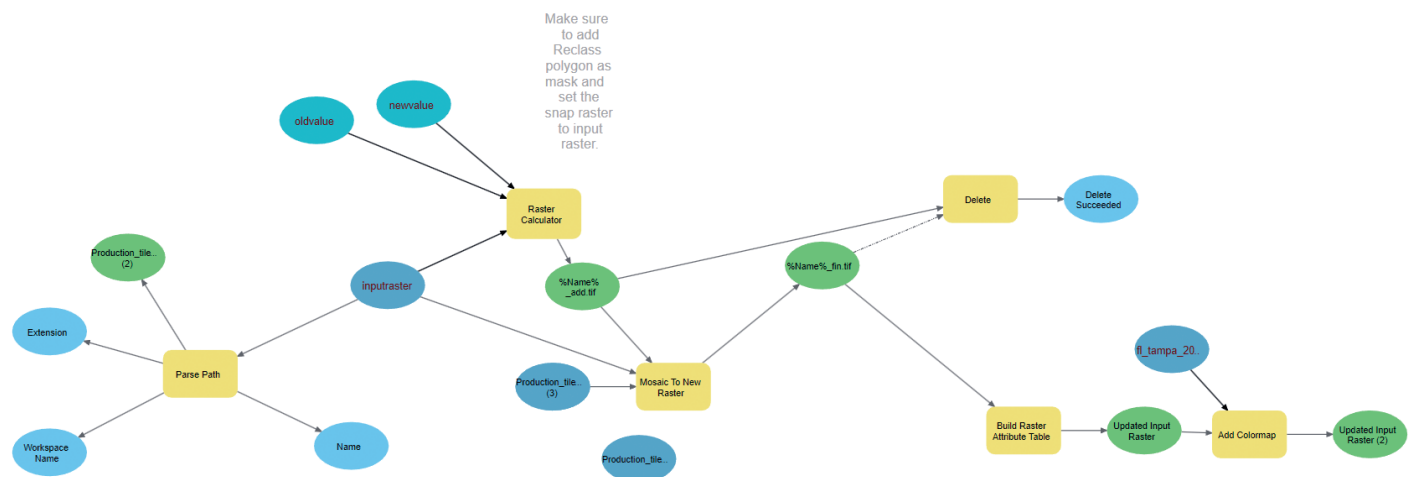 Make sure
to add
Reclass
polygon as
mask and
set the
snap raster
to input
raster.
newvalue
oldvalue
Raster
Calculator
Delete
Delete
Succeeded
Production_tile...
(2)
%Name%
_add.tif
%Name%_fin.tif
inputraster
Extension
fl_tampa_20..
Parse Path
Production_tile...
(3)
Mosaic To New
Raster
Build Raster
Attribute Table
Updated Input
Raster
Add Colormap
Updated Input
Raster (2)
Workspace
Name
Name
Production_tile...